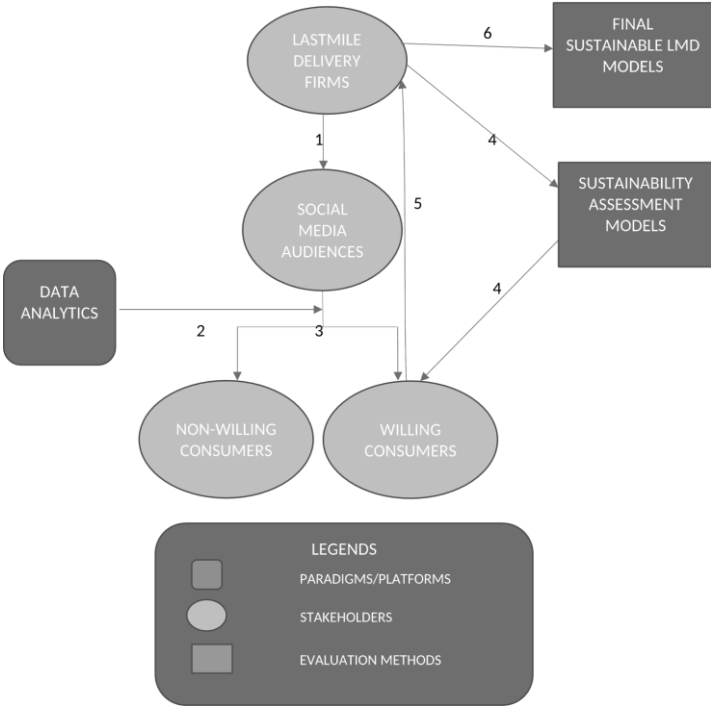 LASTMILE
DELIVERY
FIRMS
6
FINAL
SUSTAINABLE LMD
MODELS
1
4
SOCIAL
MEDIA
AUDIENCES
5
SUSTAINABILITY
ASSESSMENT
MODELS
DATA
ANALYTICS
4
2
3
NON-WILLING
CONSUMERS
WILLING
CONSUMERS
LEGENDS
PARADIGMS/PLATFORMS
STAKEHOLDERS
EVALUATION METHODS